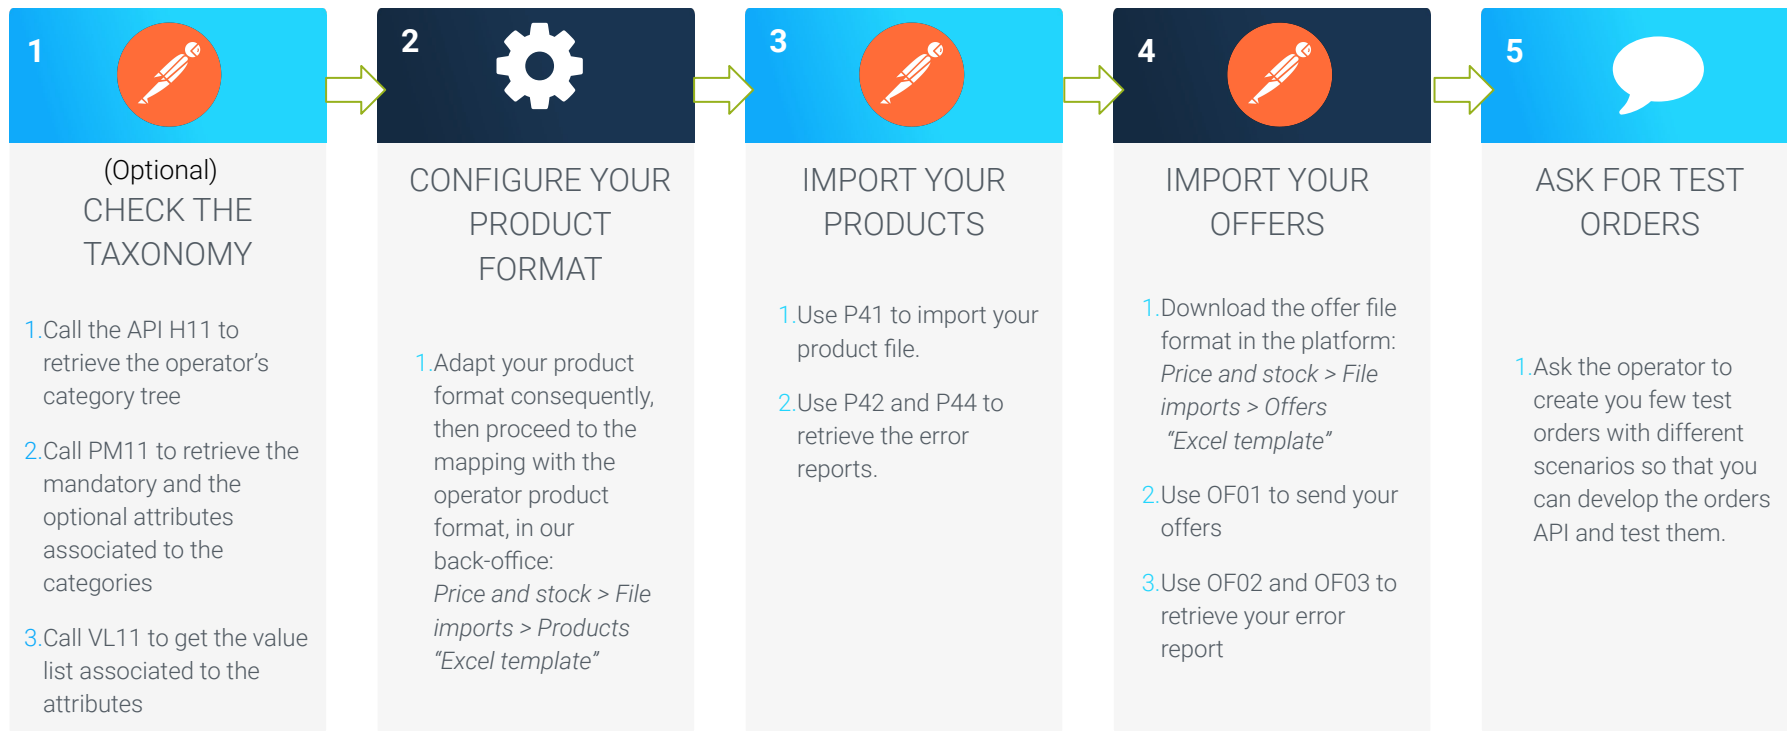 1
(Optional)
CHECK THE
TAXONOMY
1.Call the API H11 to
retrieve the operator's
category tree
2.Call PM11 to retrieve the
mandatory and the
optional attributes
associated to the
categories
3.Call VL11 to get the value
list associated to the
attributes
2
CONFIGURE YOUR
PRODUCT
FORMAT
1.Adapt your product
format consequently,
then proceed to the
mapping with the
operator product
format, in our
back-office:
Price and stock > File
imports > Products
“Excel template”
3
IMPORT YOUR
PRODUCTS
1.Use P41 to import your
product file.
2.Use P42 and P44 to
retrieve the error
reports.
4
IMPORT YOUR
OFFERS
1.Download the offer file
format in the platform:
Price and stock > File
imports > Offers
“Excel template”
2.Use OF01 to send your
offers
3.Use OF02 and OF03 to
retrieve your error
report
5
ASK FOR TEST
ORDERS
1.Ask the operator to
create you few test
orders with different
scenarios so that you
can develop the orders
API and test them.